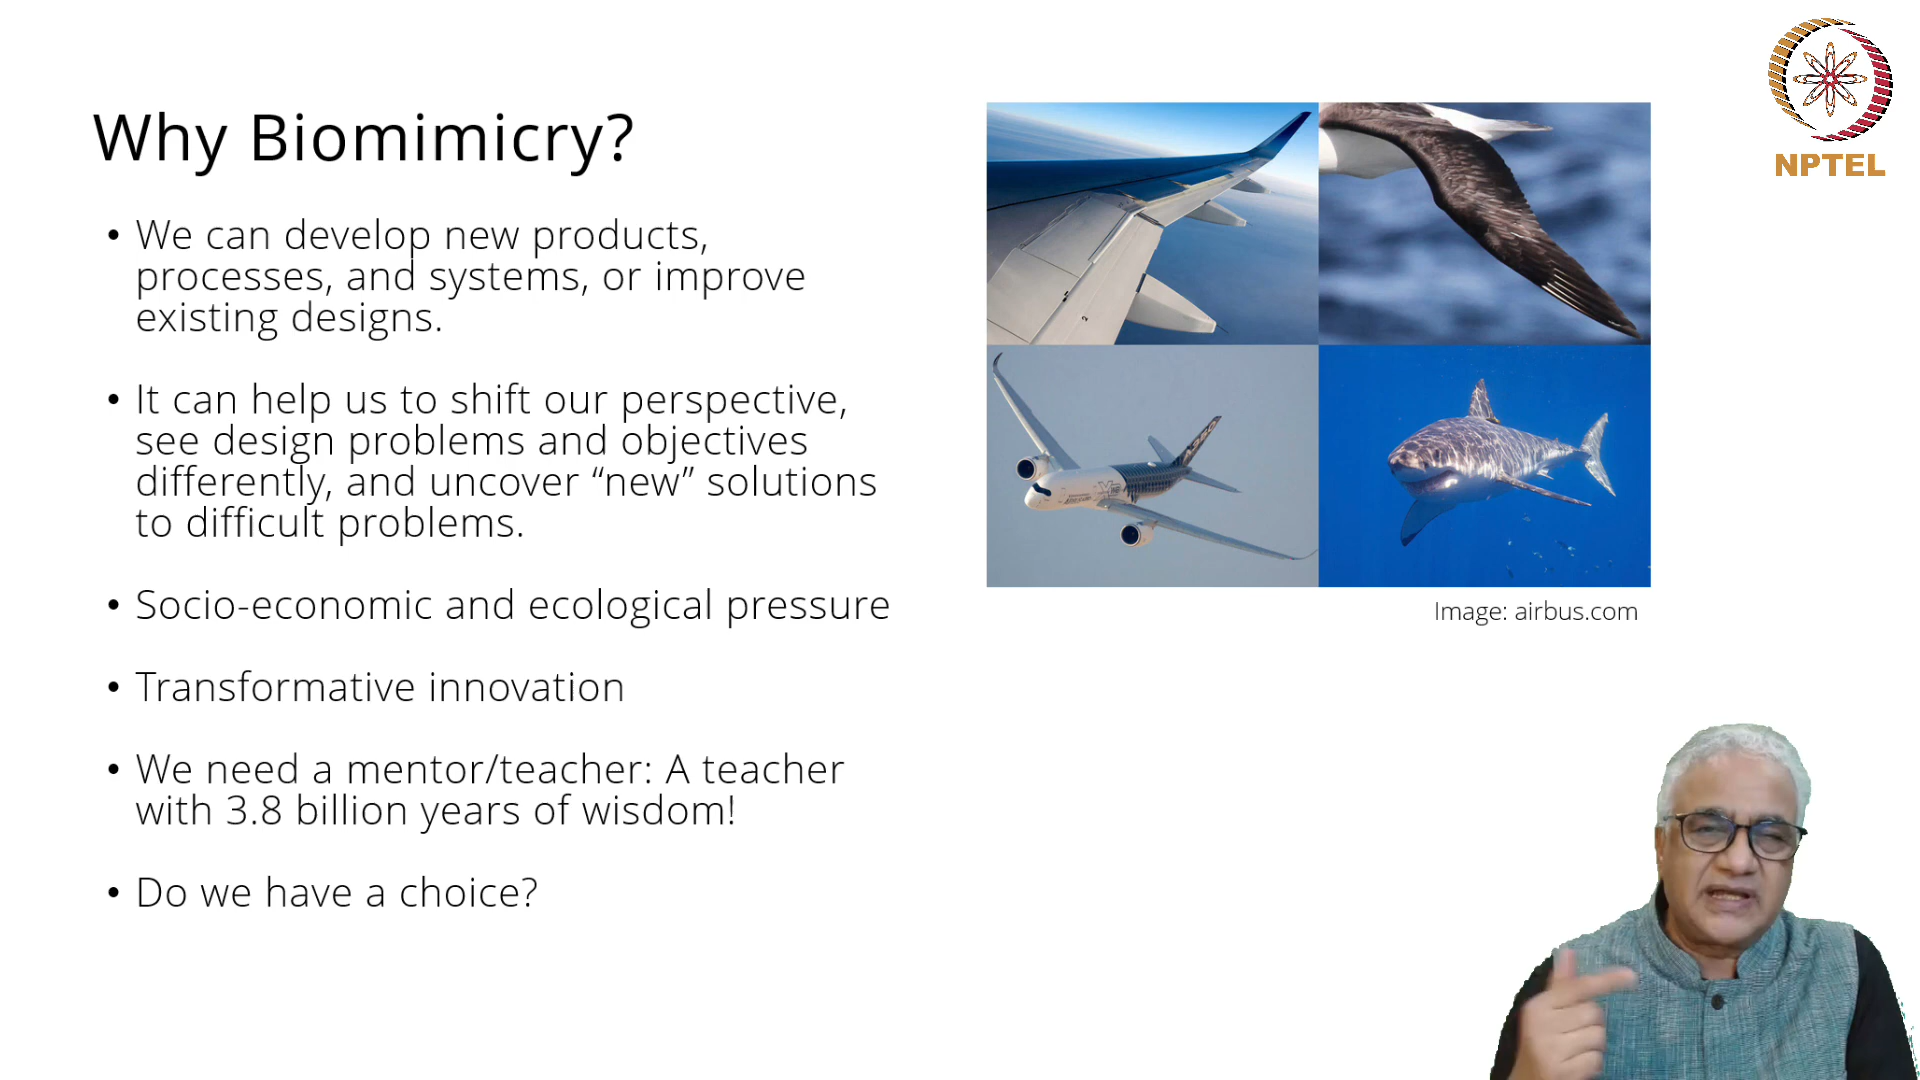 NPTEL
Why Biomimicry?
• We can develop new products,
processes, and systems, or improve
existing designs.
• It can help us to shift our perspective,
see design problems and objectives
differently, and uncover “new” solutions
to difficult problems.
• Socio-economic and ecological pressure
• Transformative innovation
• We need a mentor/teacher: A teacher
with 3.8 billion years of wisdom!
• Do we have a choice?
Image: airbus.com